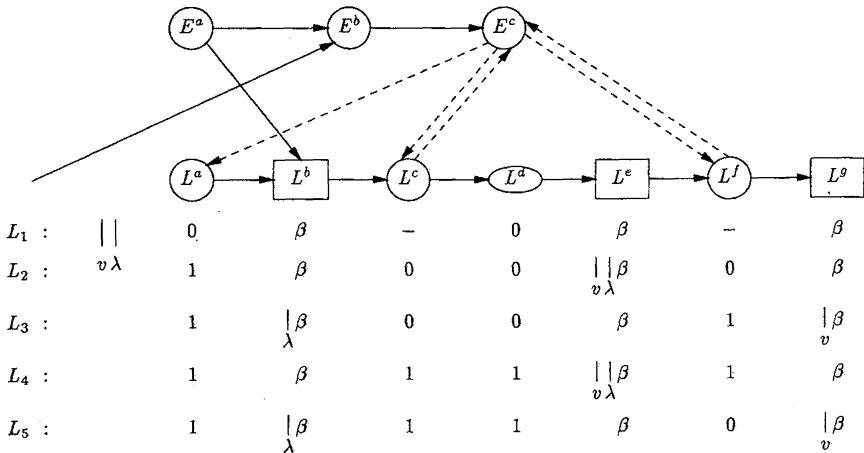 E^a E^b E^c
L^a L^b L^c L^d L^e L^f L^g
L_1 : || 0 β – 0 β – β
v λ
L_2 : 1 β 0 0 ||β 0 β
v λ
L_3 : 1 |β 0 0 β 1 |β
λ v
L_4 : 1 β 1 1 ||β 1 β
v λ
L_5 : 1 |β 1 1 β 0 |β
λ v